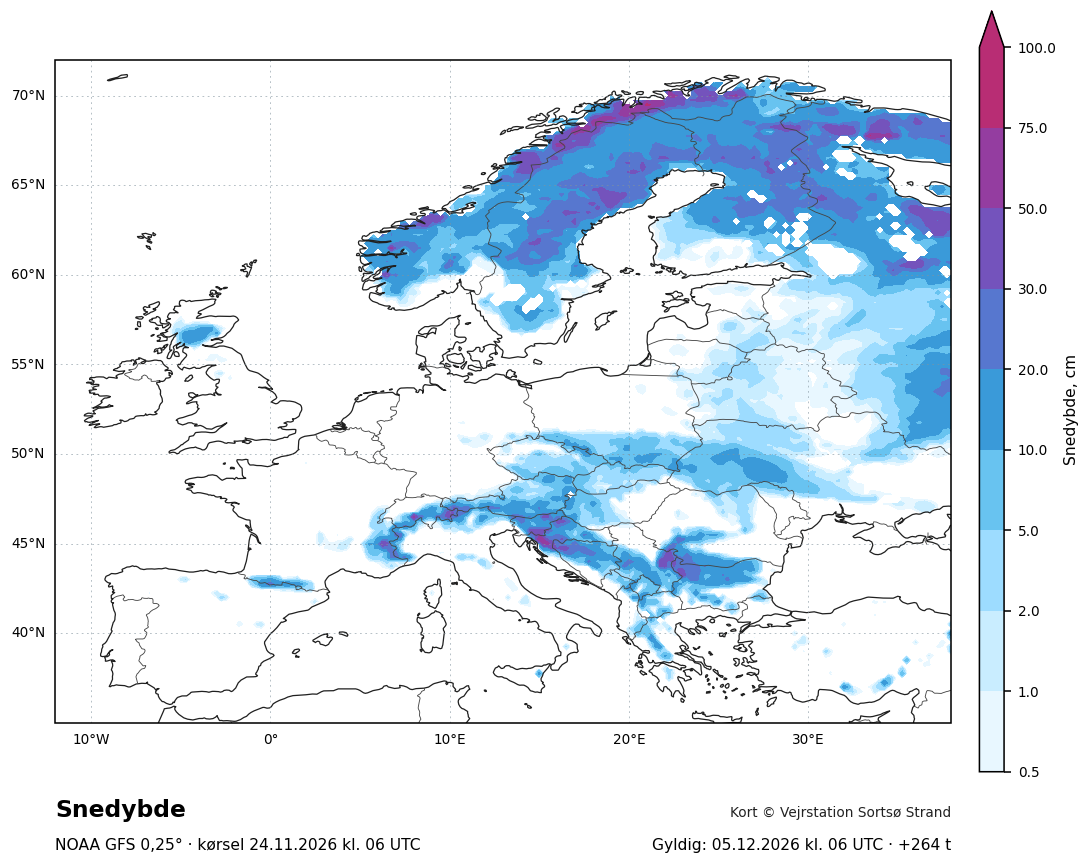 100.0
75.0
50.0
30.0
20.0
10.0
5.0
2.0
1.0
0.5
Snedybde, cm
70°N
65°N
60°N
55°N
50°N
45°N
40°N
10°W 0° 10°E 20°E 30°E
Snedybde
Kort © Vejrstation Sortsø Strand
NOAA GFS 0,25° · kørsel 24.11.2026 kl. 06 UTC
Gyldig: 05.12.2026 kl. 06 UTC · +264 t